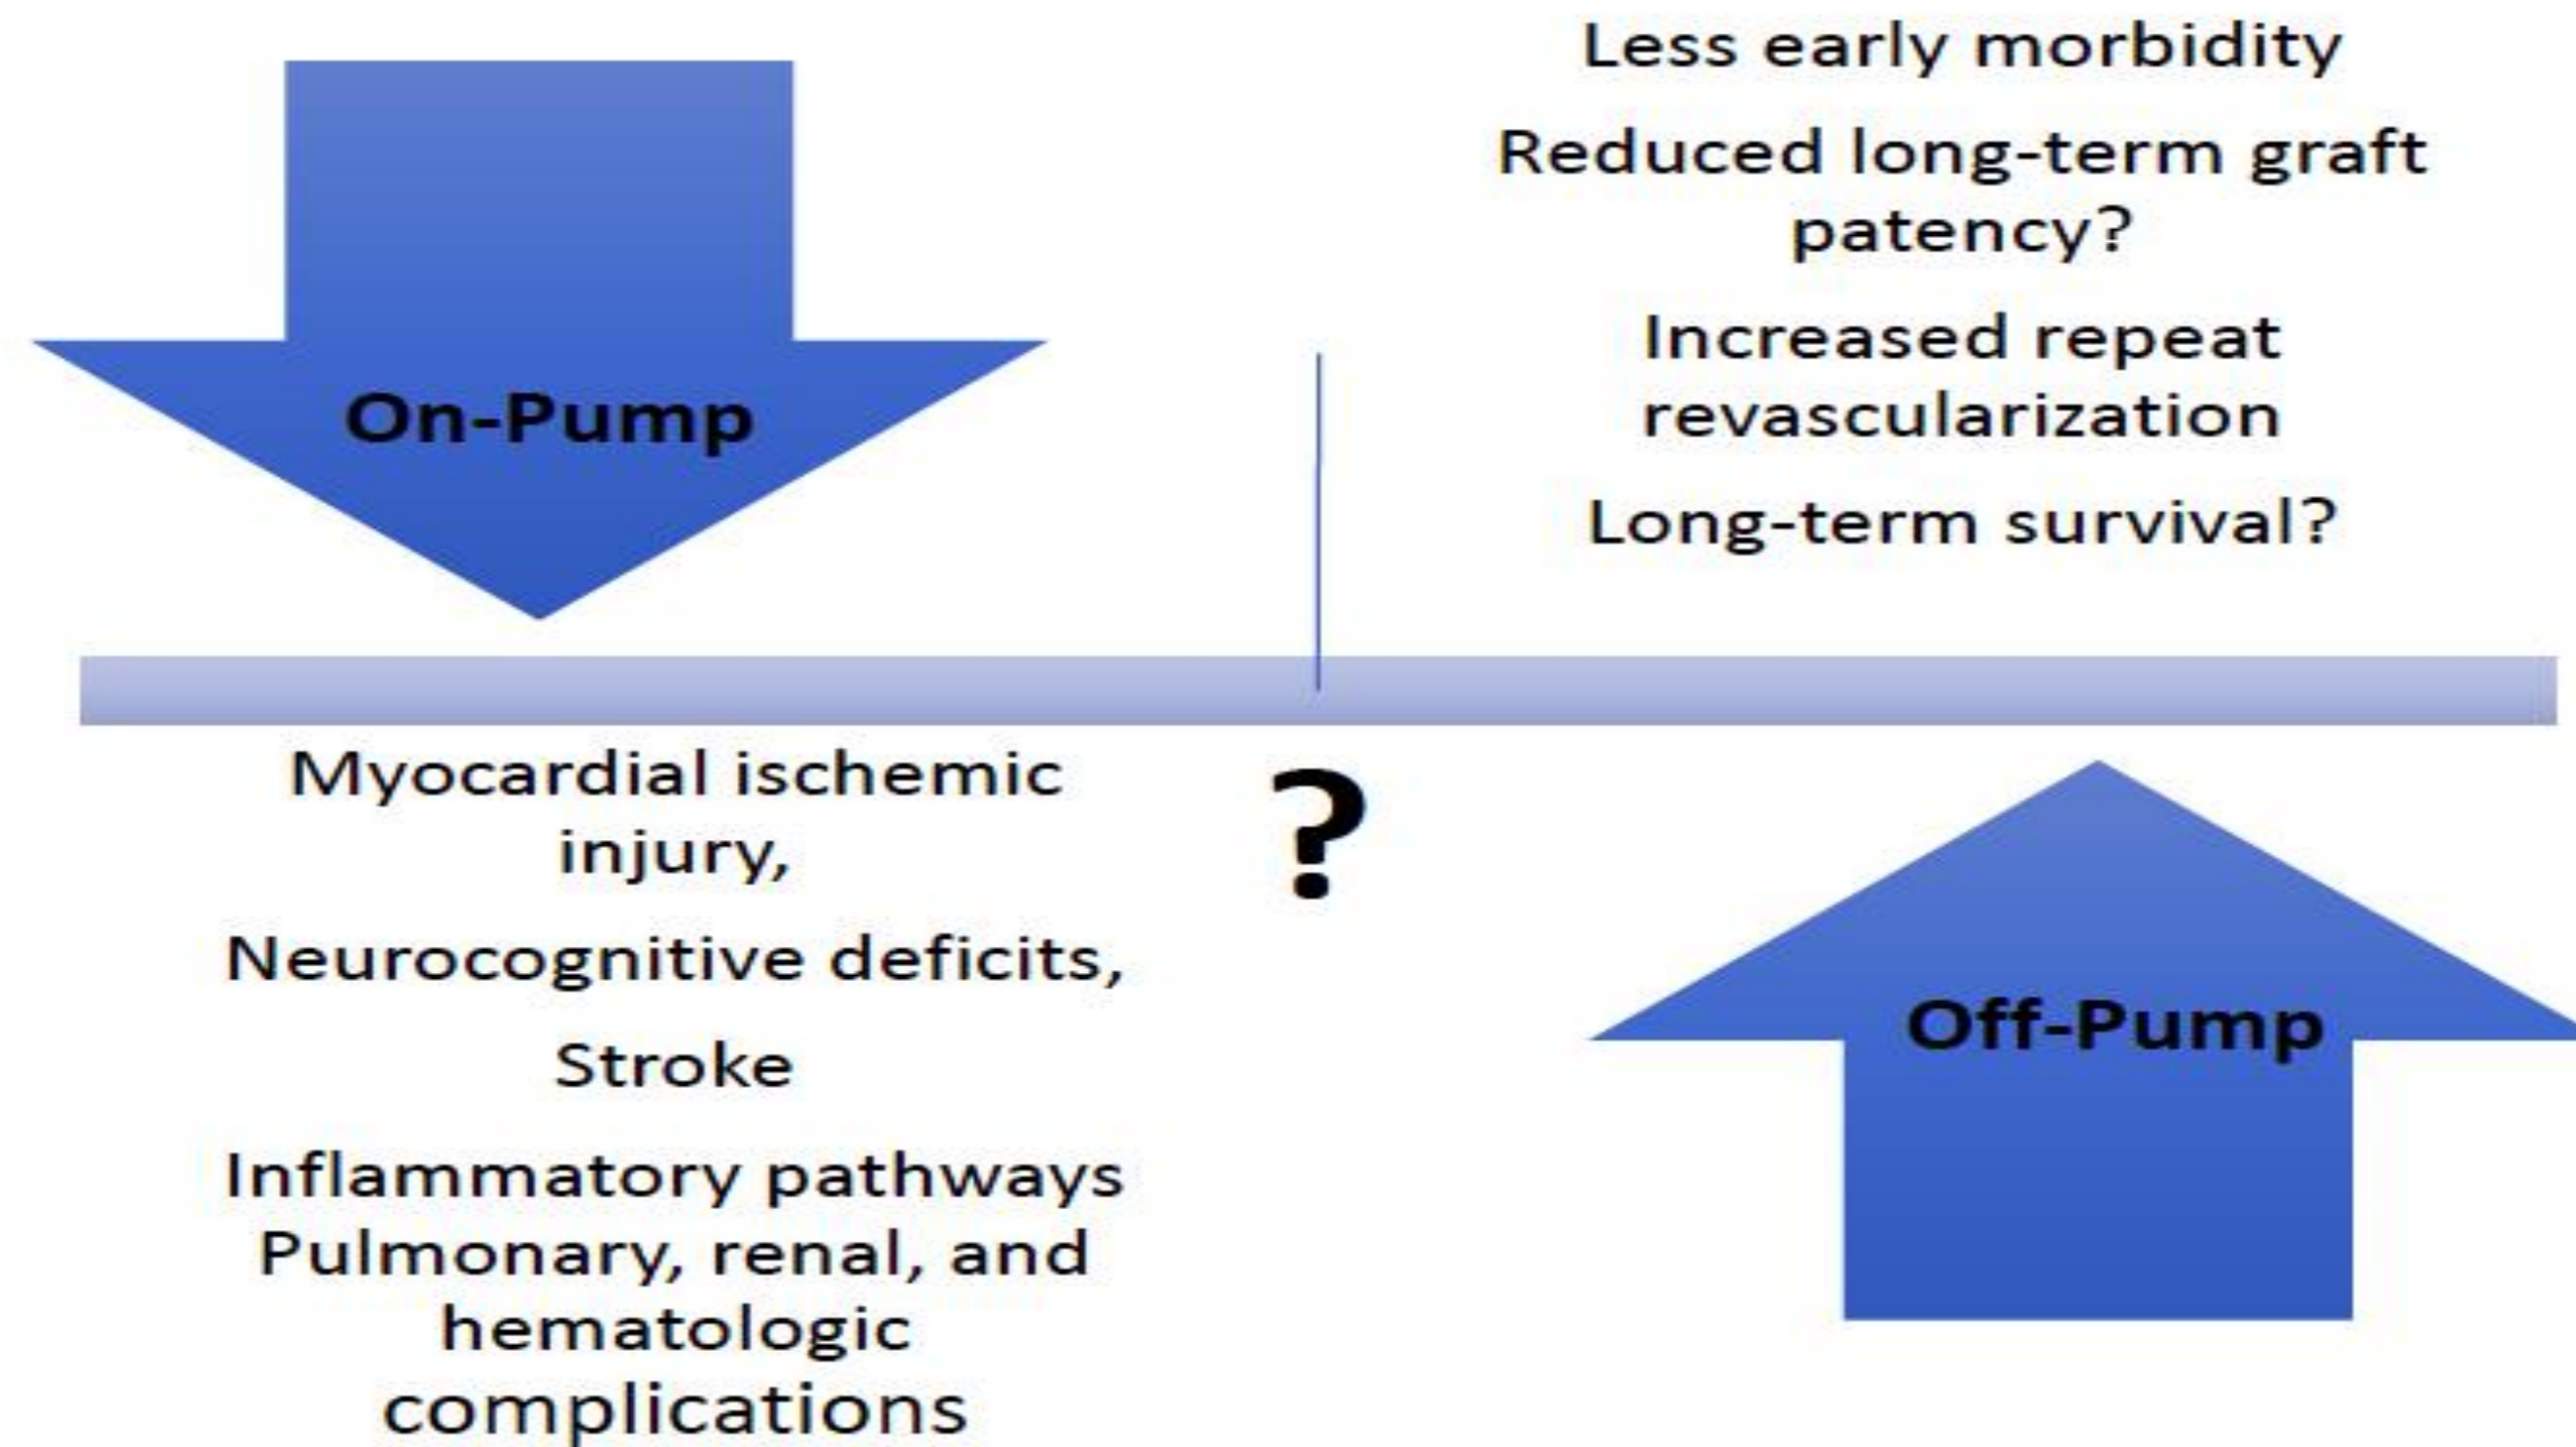 On-Pump
Less early morbidity
Reduced long-term graft
patency?
Increased repeat
revascularization
Long-term survival?
Myocardial ischemic
injury,
Neurocognitive deficits,
Stroke
Inflammatory pathways
Pulmonary, renal, and
hematologic
complications
?
Off-Pump